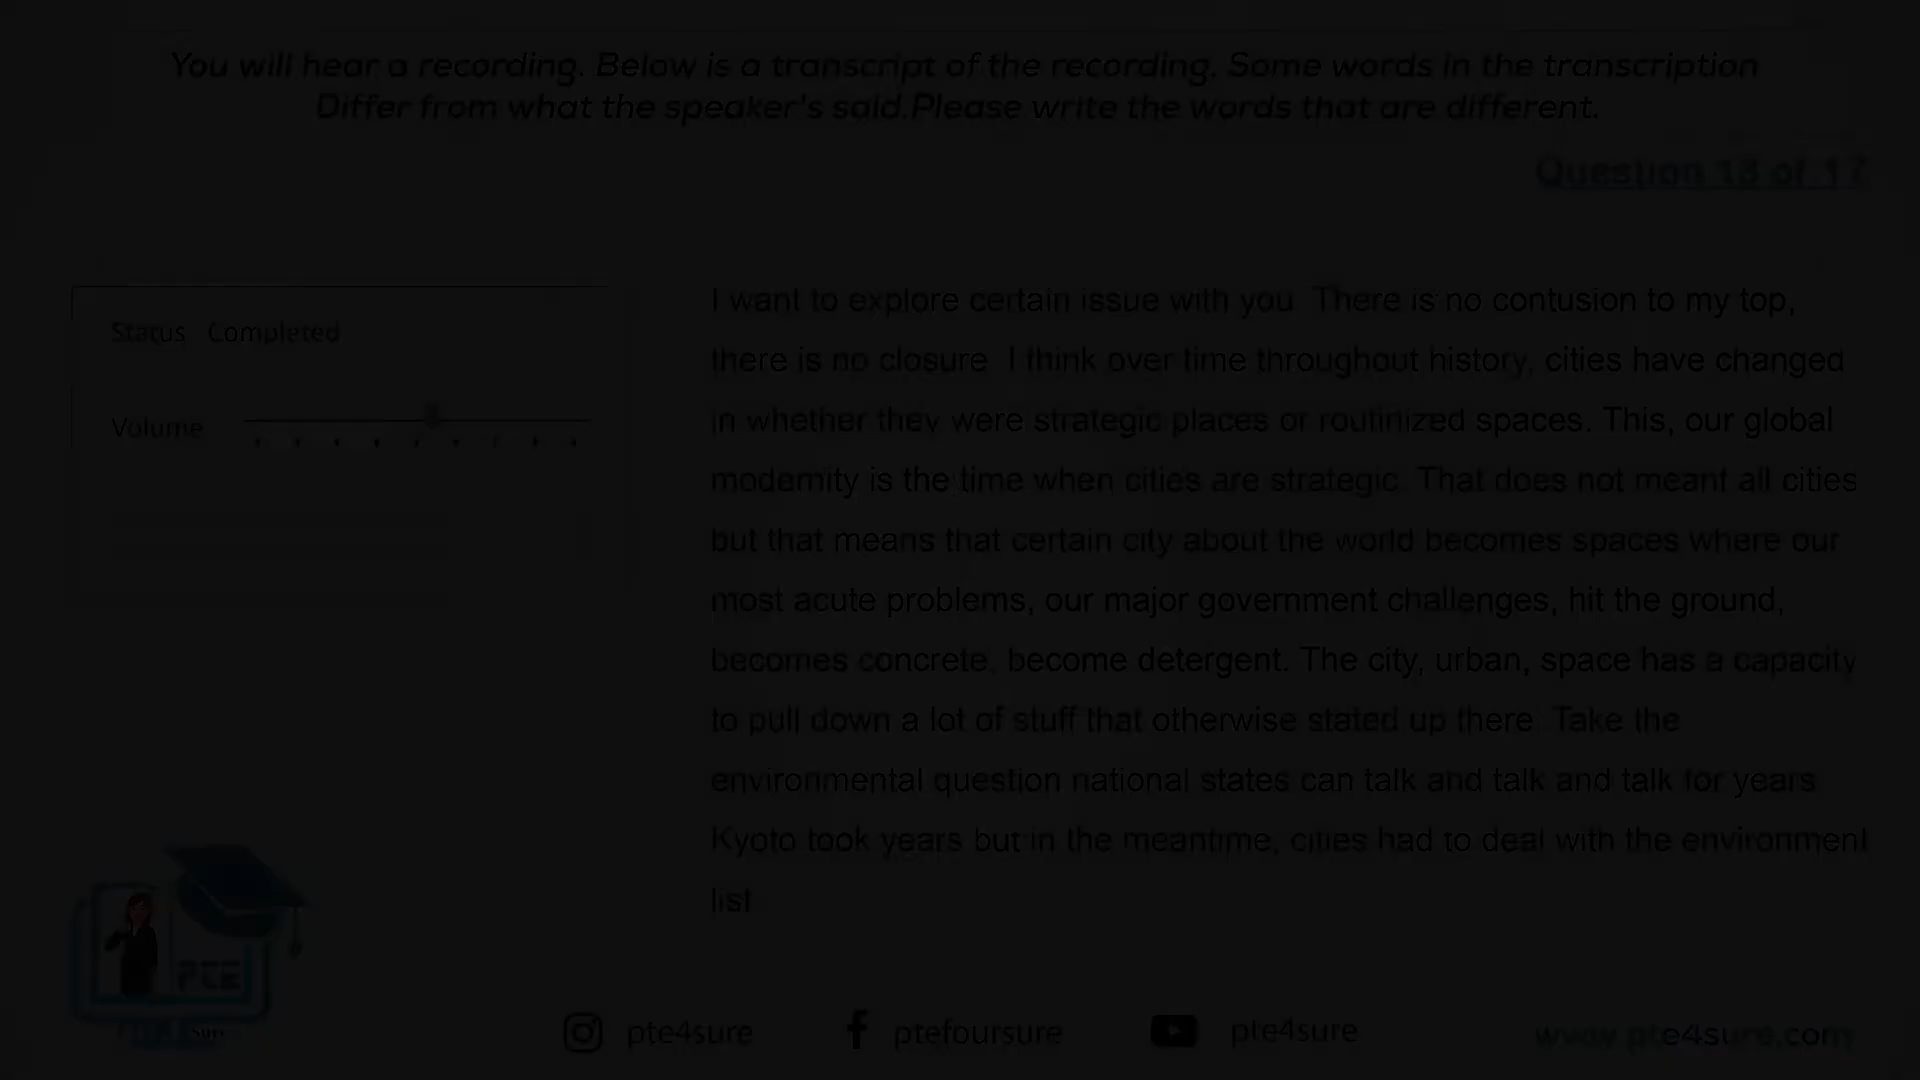 You will hear a recording. Below is a transcript of the recording. Some words in the transcription
Differ from what the speaker's said.Please write the words that are different.
Question 13 of 17
Status Completed
Volume
I want to explore certain issue with you. There is no contusion to my top,
there is no closure. I think over time throughout history, cities have changed
in whether they were strategic places or routinized spaces. This, our global
modernity is the time when cities are strategic. That does not meant all cities
but that means that certain city about the world becomes spaces where our
most acute problems, our major government challenges, hit the ground,
becomes concrete, become detergent. The city, urban, space has a capacity
to pull down a lot of stuff that otherwise stated up there. Take the
environmental question national states can talk and talk and talk for years
Kyoto took years but in the meantime, cities had to deal with the environment
list
PTE
Sure
pte4sure
ptefoursure
pte4sure
www.pte4sure.com